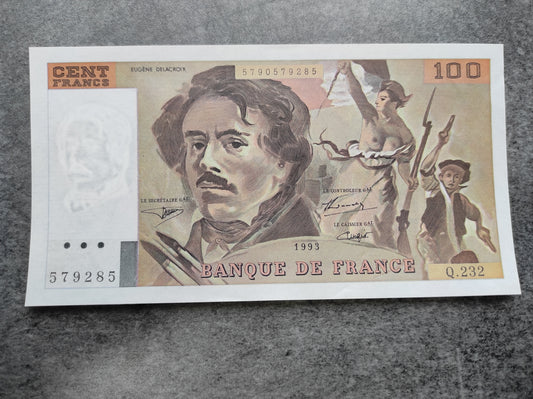 CENT
FRANCS
EUGÈNE DELACROIX
5790579285
100
LE SECRÉTAIRE GAL
LE CONTROLEUR GAL
LE CAISSIER GAL
1993
579285
BANQUE DE FRANCE
Q.232